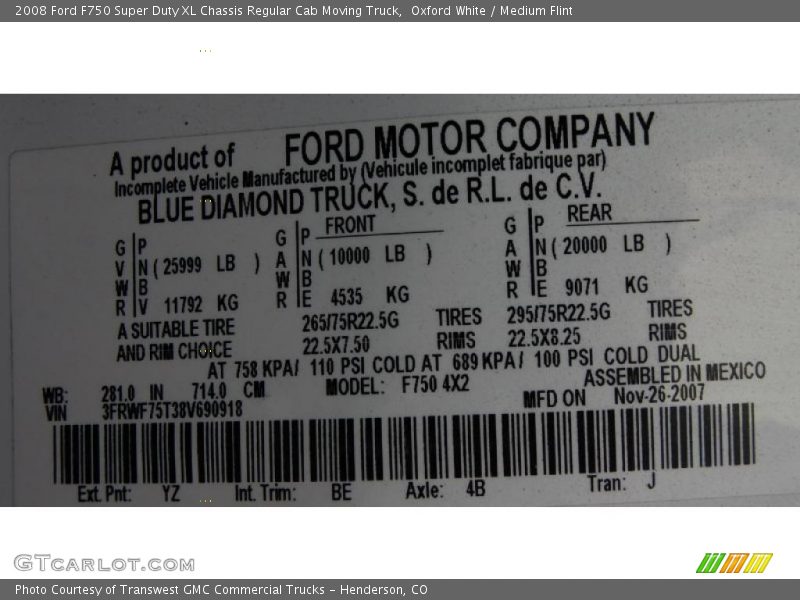 2008 Ford F750 Super Duty XL Chassis Regular Cab Moving Truck,  Oxford White / Medium Flint
A product of FORD MOTOR COMPANY
Incomplete Vehicle Manufactured by (Vehicule incomplet fabrique par)
BLUE DIAMOND TRUCK, S. de R.L. de C.V.
GVWR PNBV (25999 LB) 11792 KG
GAWR PNBE FRONT (10000 LB) 4535 KG
GAWR PNBE REAR (20000 LB) 9071 KG
A SUITABLE TIRE 265/75R22.5G TIRES 295/75R22.5G TIRES
AND RIM CHOICE 22.5X7.50 RIMS 22.5X8.25 RIMS
AT 758 KPA/ 110 PSI COLD AT 689 KPA/ 100 PSI COLD DUAL
WB: 281.0 IN 714.0 CM MODEL: F750 4X2 ASSEMBLED IN MEXICO
VIN 3FRWF75T38V690918 MFD ON Nov-26-2007
Ext. Pnt: YZ Int. Trim: BE Axle: 4B Tran: J
GTCARLOT.COM
Photo Courtesy of Transwest GMC Commercial Trucks - Henderson, CO